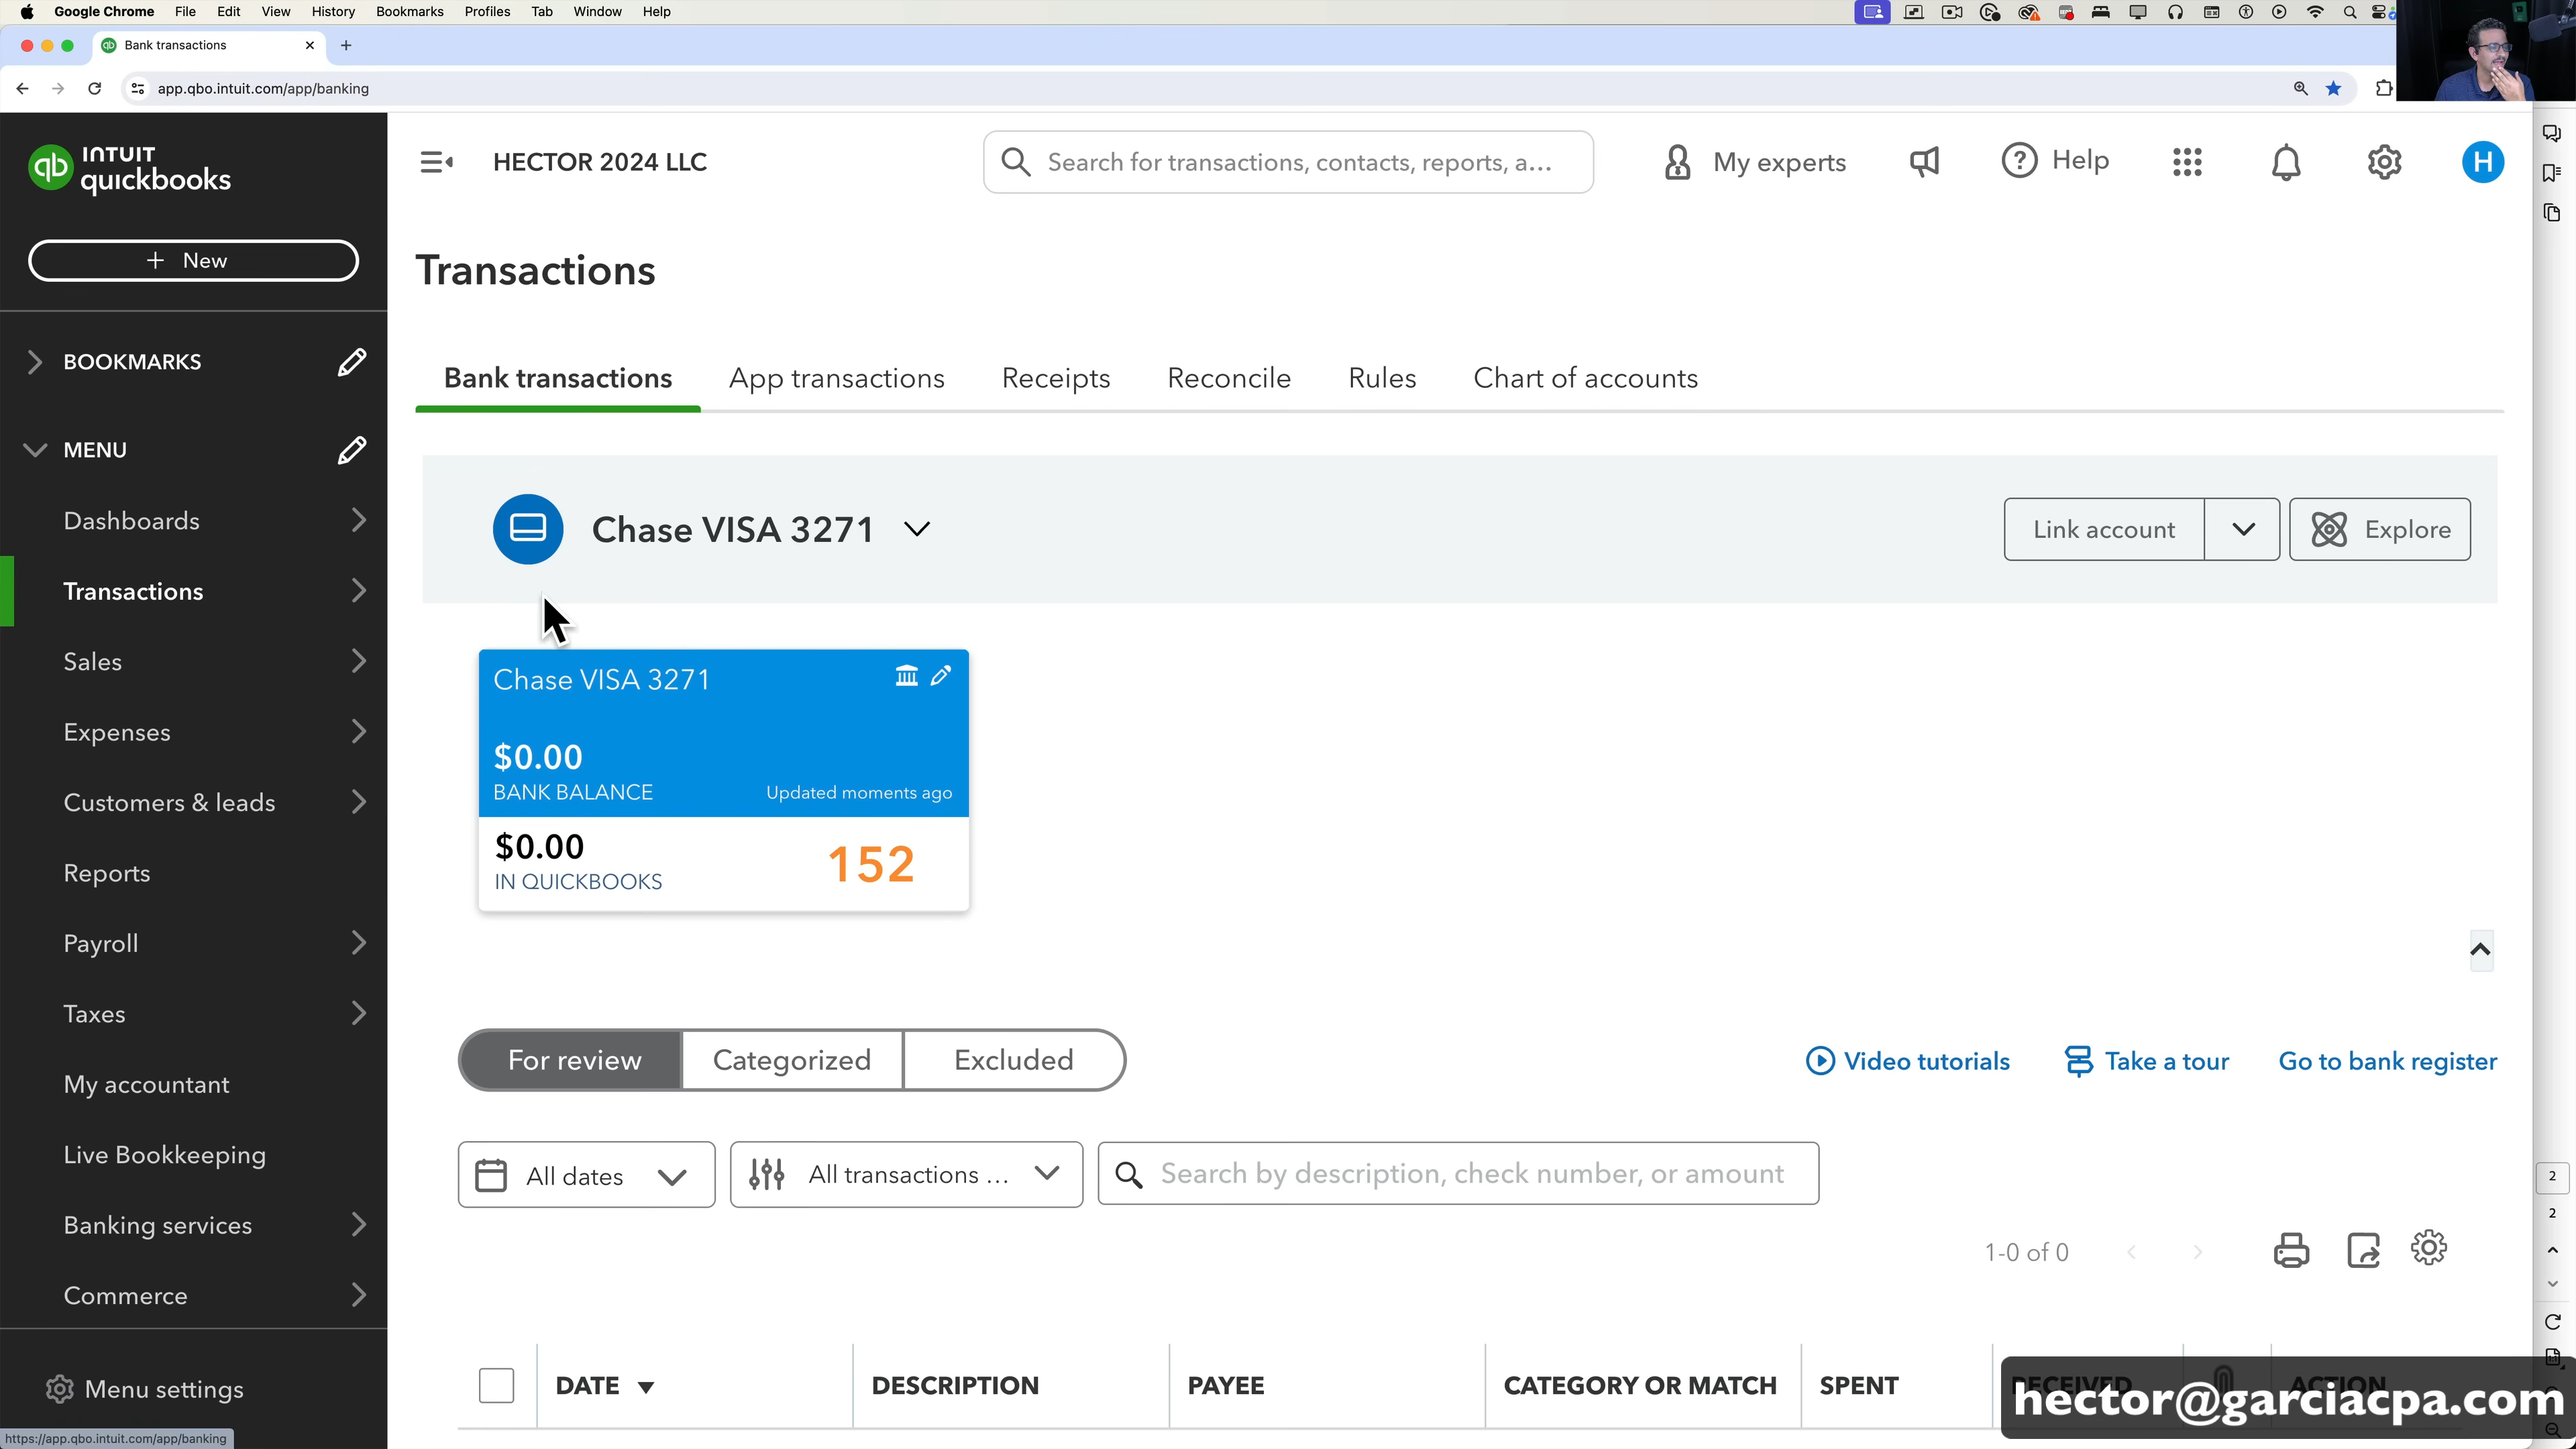 Google Chrome File Edit View History Bookmarks Profiles Tab Window Help
Bank transactions
app.qbo.intuit.com/app/banking
qb INTUIT quickbooks
HECTOR 2024 LLC
Search for transactions, contacts, reports, a...
My experts
Help
H
+ New
Transactions
BOOKMARKS
MENU
Bank transactions App transactions Receipts Reconcile Rules Chart of accounts
Dashboards
Transactions
Sales
Expenses
Customers & leads
Reports
Payroll
Taxes
My accountant
Live Bookkeeping
Banking services
Commerce
Menu settings
Chase VISA 3271
Link account
Explore
Chase VISA 3271
$0.00
BANK BALANCE Updated moments ago
$0.00
IN QUICKBOOKS
152
For review Categorized Excluded
Video tutorials Take a tour Go to bank register
All dates All transactions ... Search by description, check number, or amount
1-0 of 0
DATE DESCRIPTION PAYEE CATEGORY OR MATCH SPENT RECEIVED ACTION
2
2
hector@garciacpa.com
https://app.qbo.intuit.com/app/banking